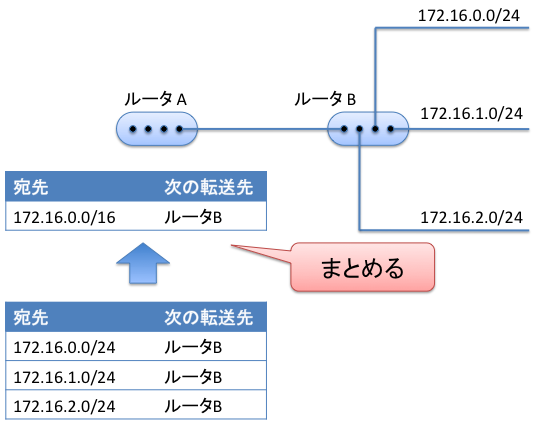 172.16.0.0/24
ルータA ルータB
172.16.1.0/24
宛先 次の転送先
172.16.0.0/16 ルータB
172.16.2.0/24
まとめる
宛先 次の転送先
172.16.0.0/24 ルータB
172.16.1.0/24 ルータB
172.16.2.0/24 ルータB